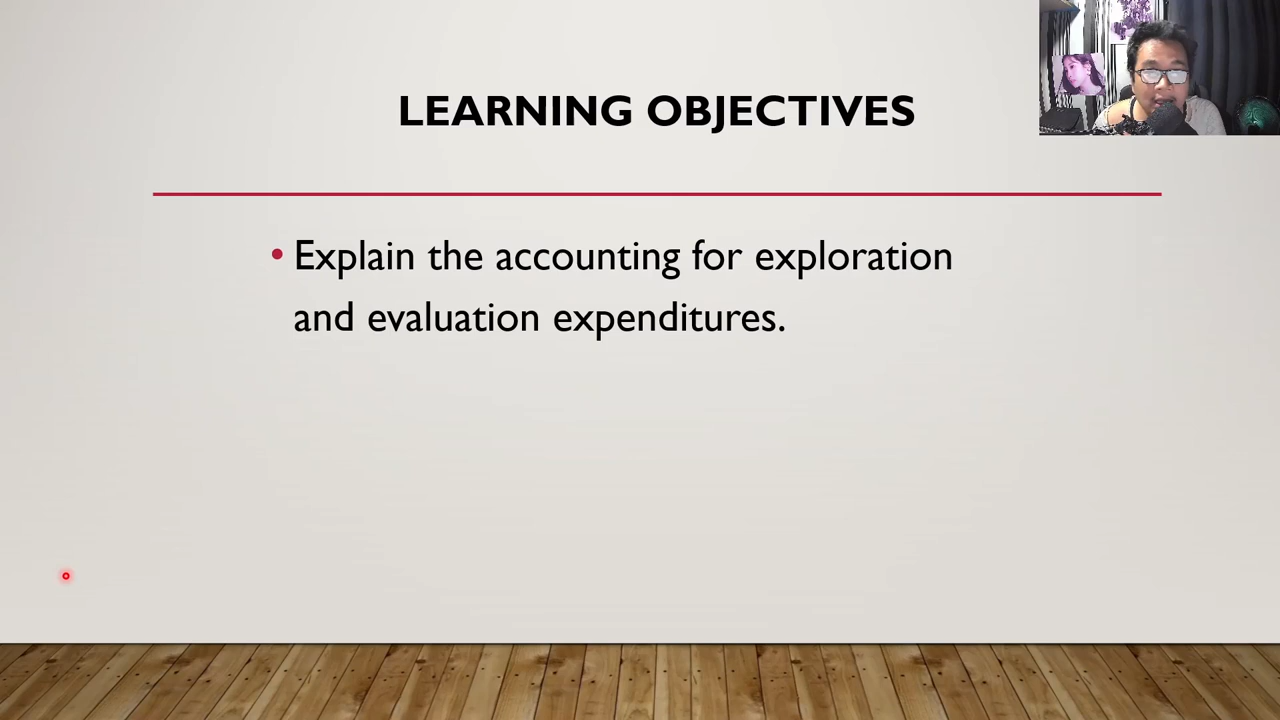 LEARNING OBJECTIVES
• Explain the accounting for exploration
and evaluation expenditures.